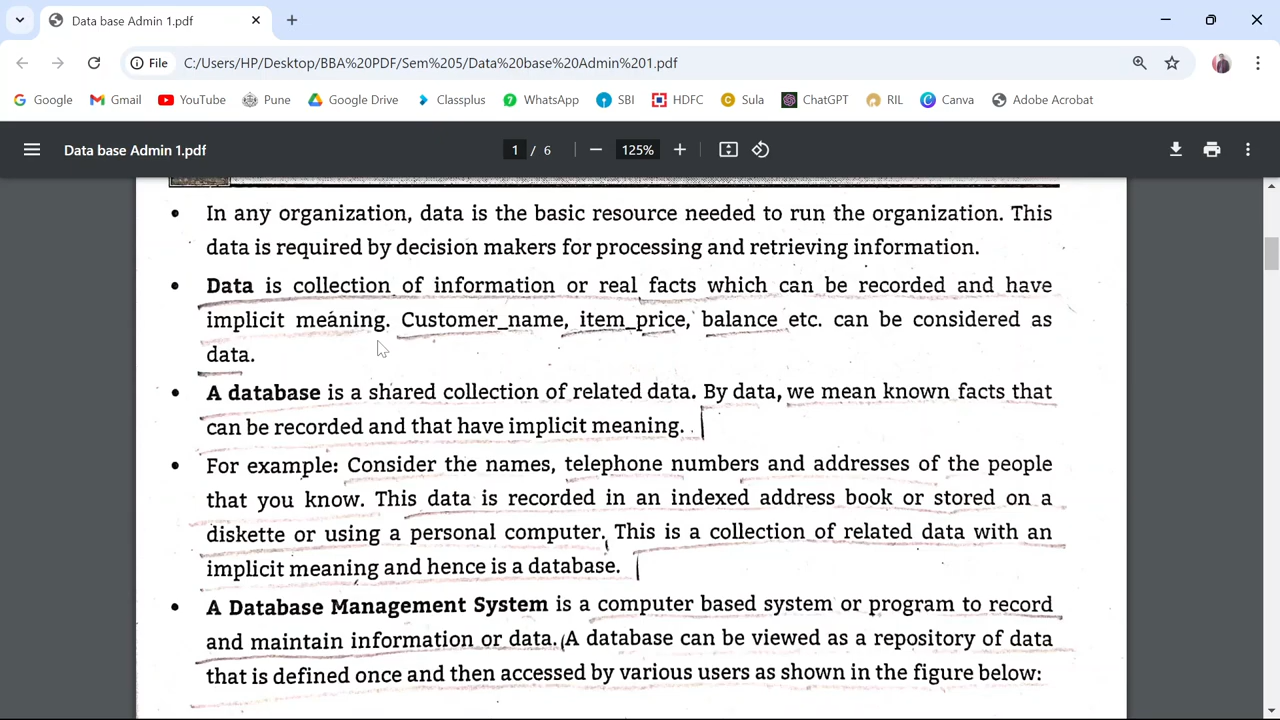 Data base Admin 1.pdf
File C:/Users/HP/Desktop/BBA%20PDF/Sem%205/Data%20base%20Admin%201.pdf
Google Gmail YouTube Pune Google Drive Classplus WhatsApp SBI HDFC Sula ChatGPT RIL Canva Adobe Acrobat
Data base Admin 1.pdf 1 / 6 125%
• In any organization, data is the basic resource needed to run the organization. This
data is required by decision makers for processing and retrieving information.
• Data is collection of information or real facts which can be recorded and have
implicit meaning. Customer_name, item_price, balance etc. can be considered as
data.
• A database is a shared collection of related data. By data, we mean known facts that
can be recorded and that have implicit meaning.
• For example: Consider the names, telephone numbers and addresses of the people
that you know. This data is recorded in an indexed address book or stored on a
diskette or using a personal computer. This is a collection of related data with an
implicit meaning and hence is a database.
• A Database Management System is a computer based system or program to record
and maintain information or data. A database can be viewed as a repository of data
that is defined once and then accessed by various users as shown in the figure below: